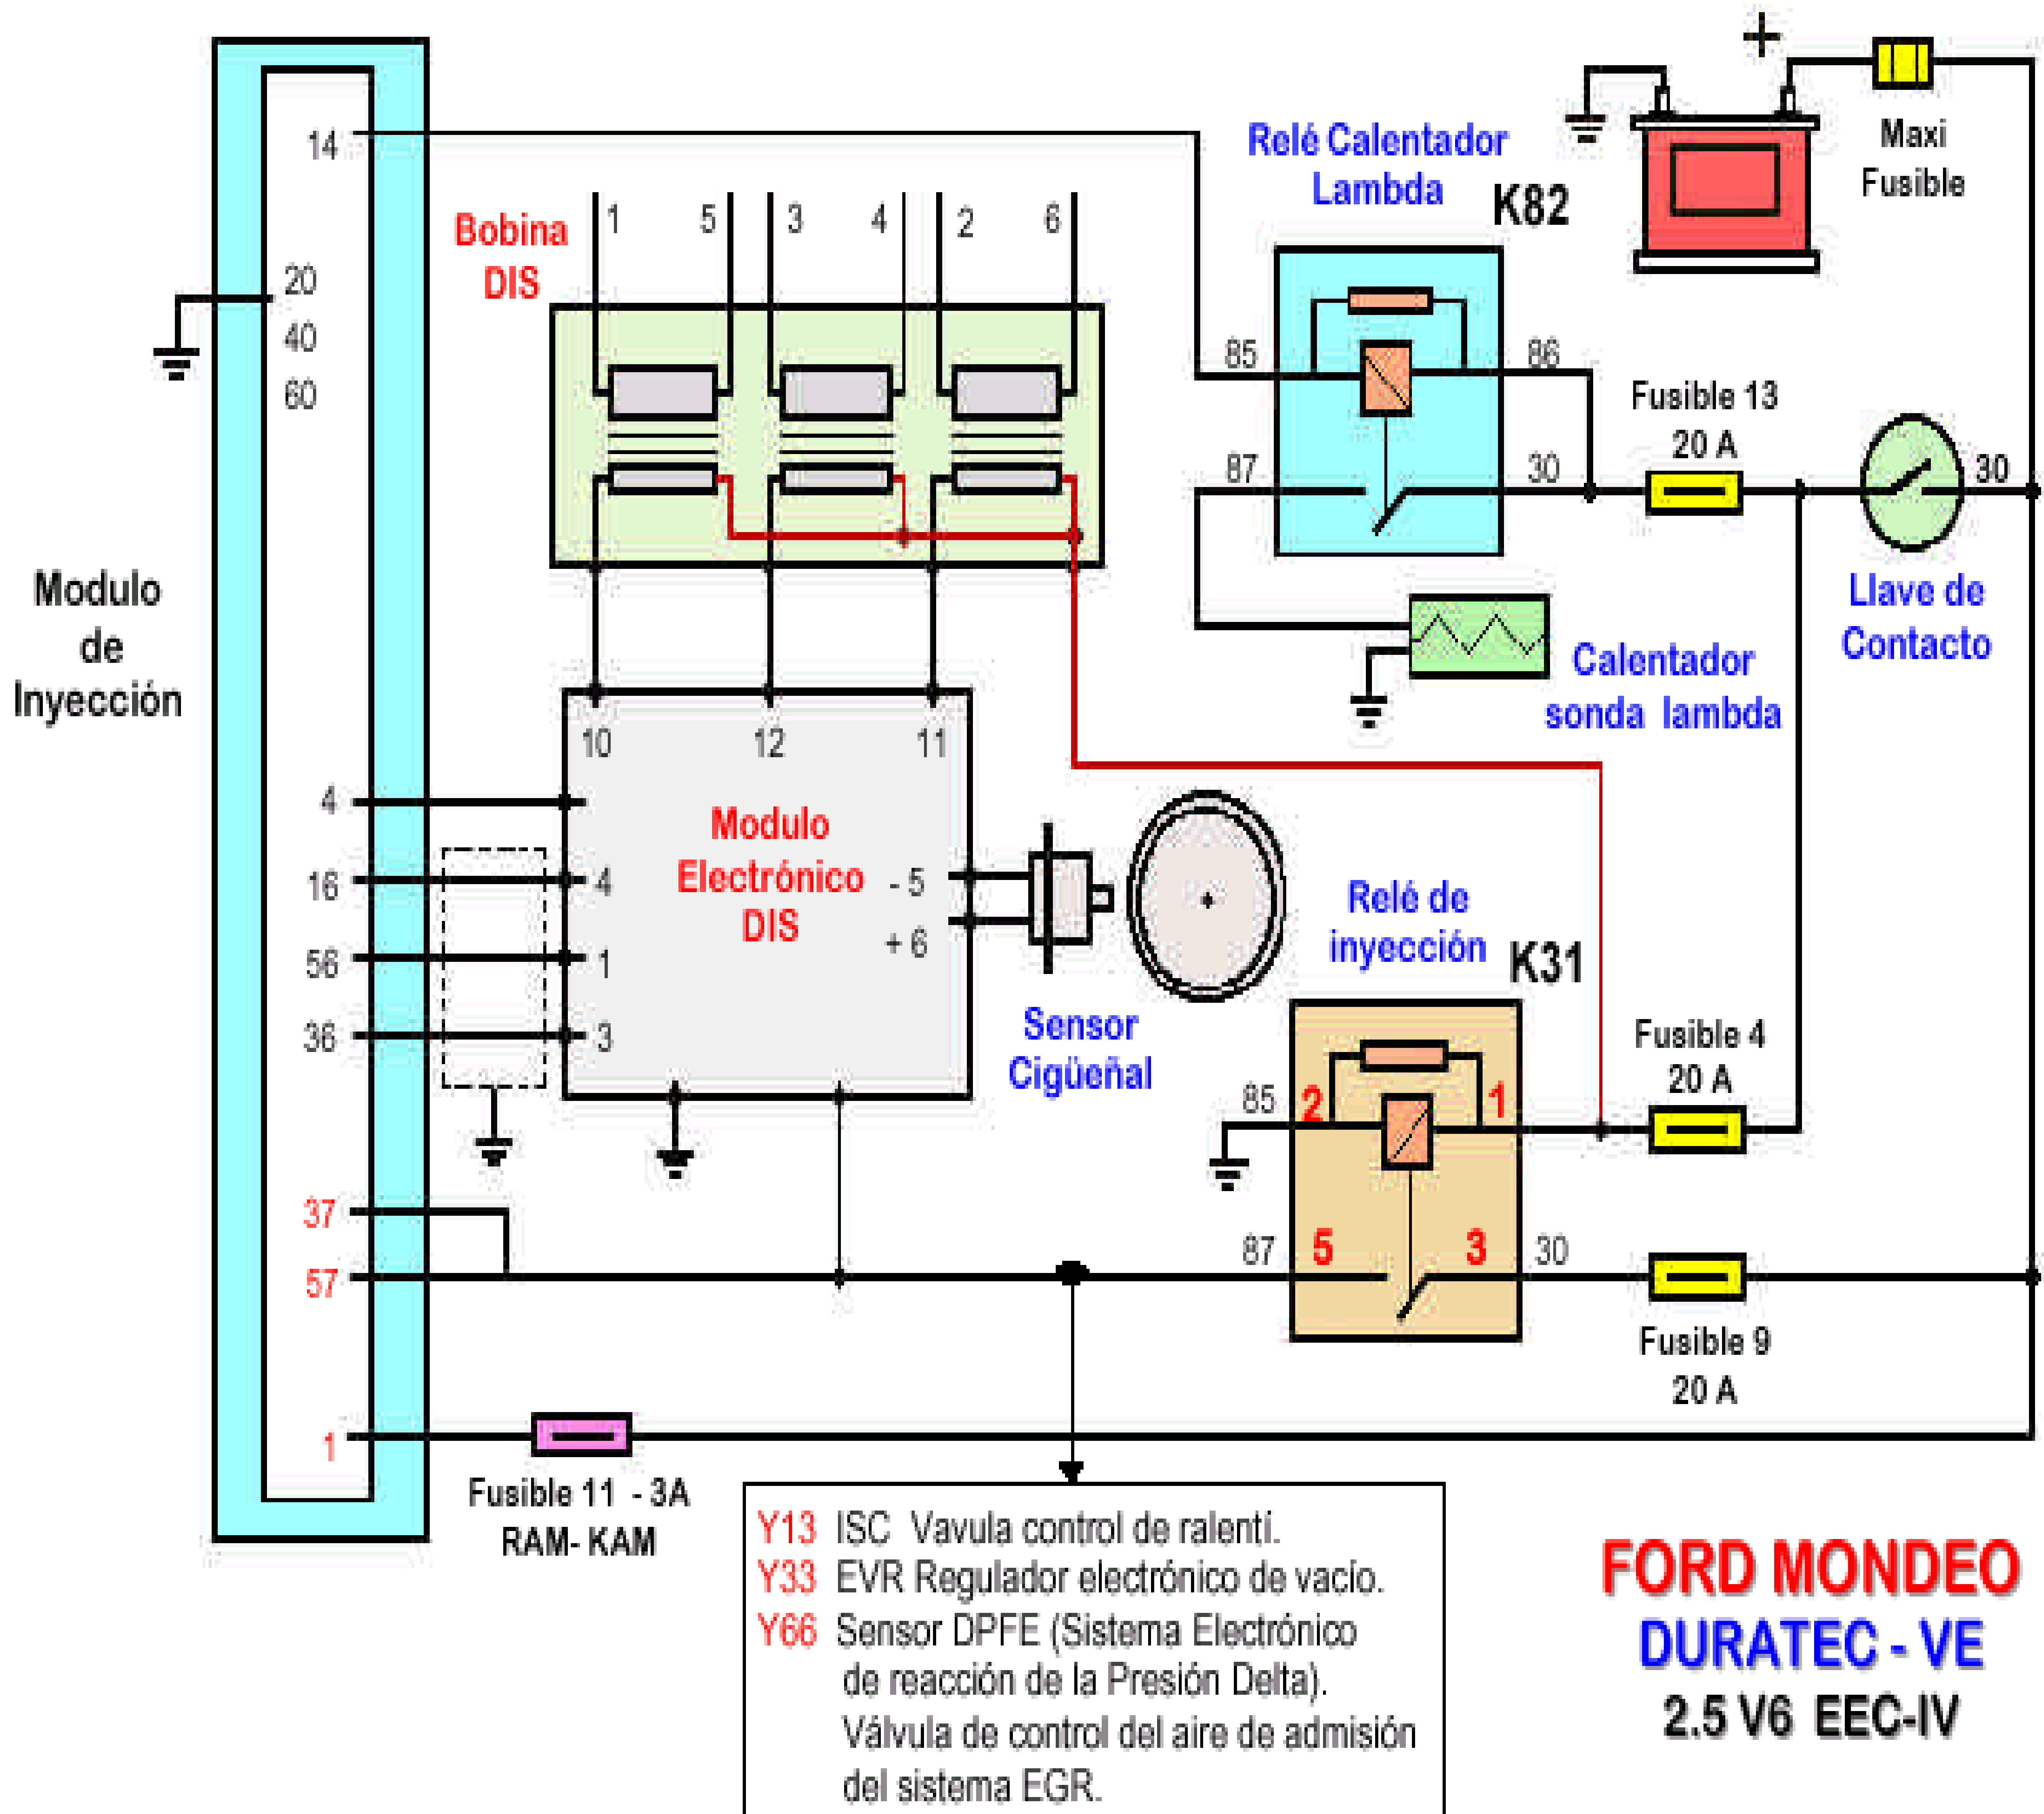 +
Maxi
Fusible
Relé Calentador
Lambda
K82
14
Bobina
DIS
1
5
3
4
2
6
20
40
60
85
86
Fusible 13
20 A
87
30
30
Llave de
Contacto
Modulo
de
Inyección
Calentador
sonda lambda
10
12
11
4
Modulo
Electrónico
DIS
16
4
- 5
+ 6
56
1
36
3
Sensor
Cigüeñal
Relé de
inyección
K31
Fusible 4
20 A
85
2
1
37
57
87
5
3
30
Fusible 9
20 A
1
Fusible 11 - 3A
RAM- KAM
Y13 ISC Vavula control de ralentí.
Y33 EVR Regulador electrónico de vacío.
Y66 Sensor DPFE (Sistema Electrónico
de reacción de la Presión Delta).
Válvula de control del aire de admisión
del sistema EGR.
FORD MONDEO
DURATEC - VE
2.5 V6 EEC-IV